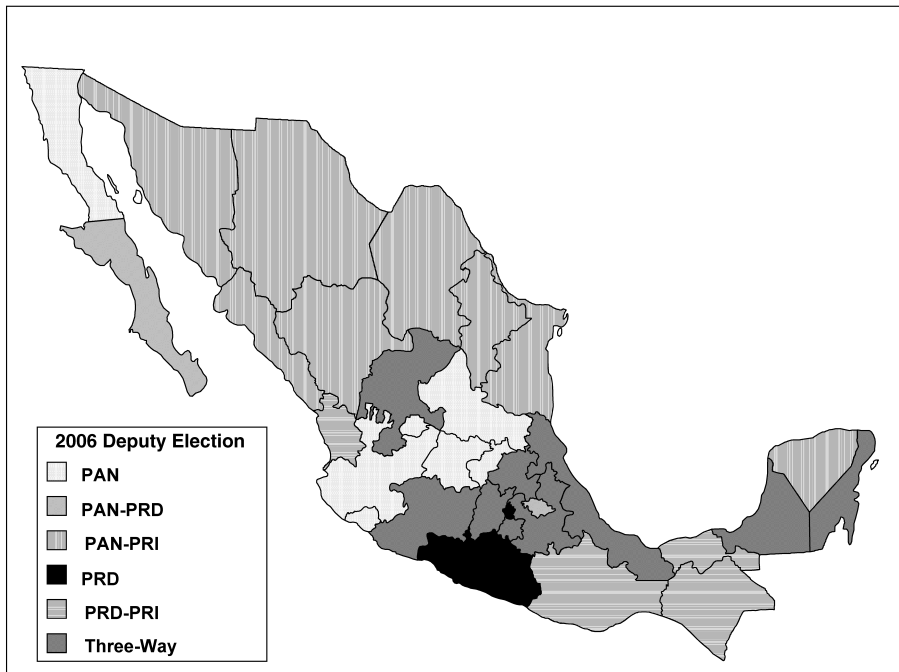 2006 Deputy Election
PAN
PAN-PRD
PAN-PRI
PRD
PRD-PRI
Three-Way